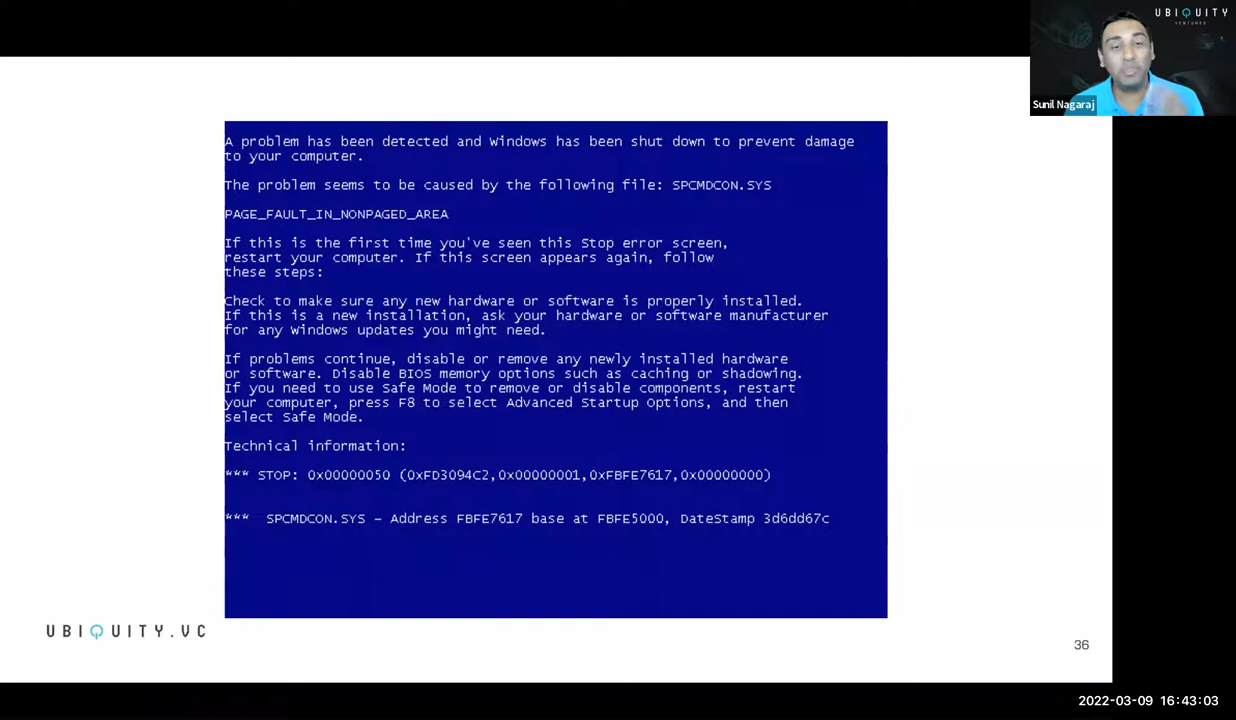 UBIQUITY
VENTURES
Sunil Nagaraj
A problem has been detected and Windows has been shut down to prevent damage
to your computer.
The problem seems to be caused by the following file: SPCMDCON.SYS
PAGE_FAULT_IN_NONPAGED_AREA
If this is the first time you've seen this Stop error screen,
restart your computer. If this screen appears again, follow
these steps:
Check to make sure any new hardware or software is properly installed.
If this is a new installation, ask your hardware or software manufacturer
for any Windows updates you might need.
If problems continue, disable or remove any newly installed hardware
or software. Disable BIOS memory options such as caching or shadowing.
If you need to use Safe Mode to remove or disable components, restart
your computer, press F8 to select Advanced Startup Options, and then
select Safe Mode.
Technical information:
*** STOP: 0x00000050 (0xFD3094C2,0x00000001,0xFBFE7617,0x00000000)
*** SPCMDCON.SYS – Address FBFE7617 base at FBFE5000, DateStamp 3d6dd67c
UBIQUITY.VC
36
2022-03-09 16:43:03